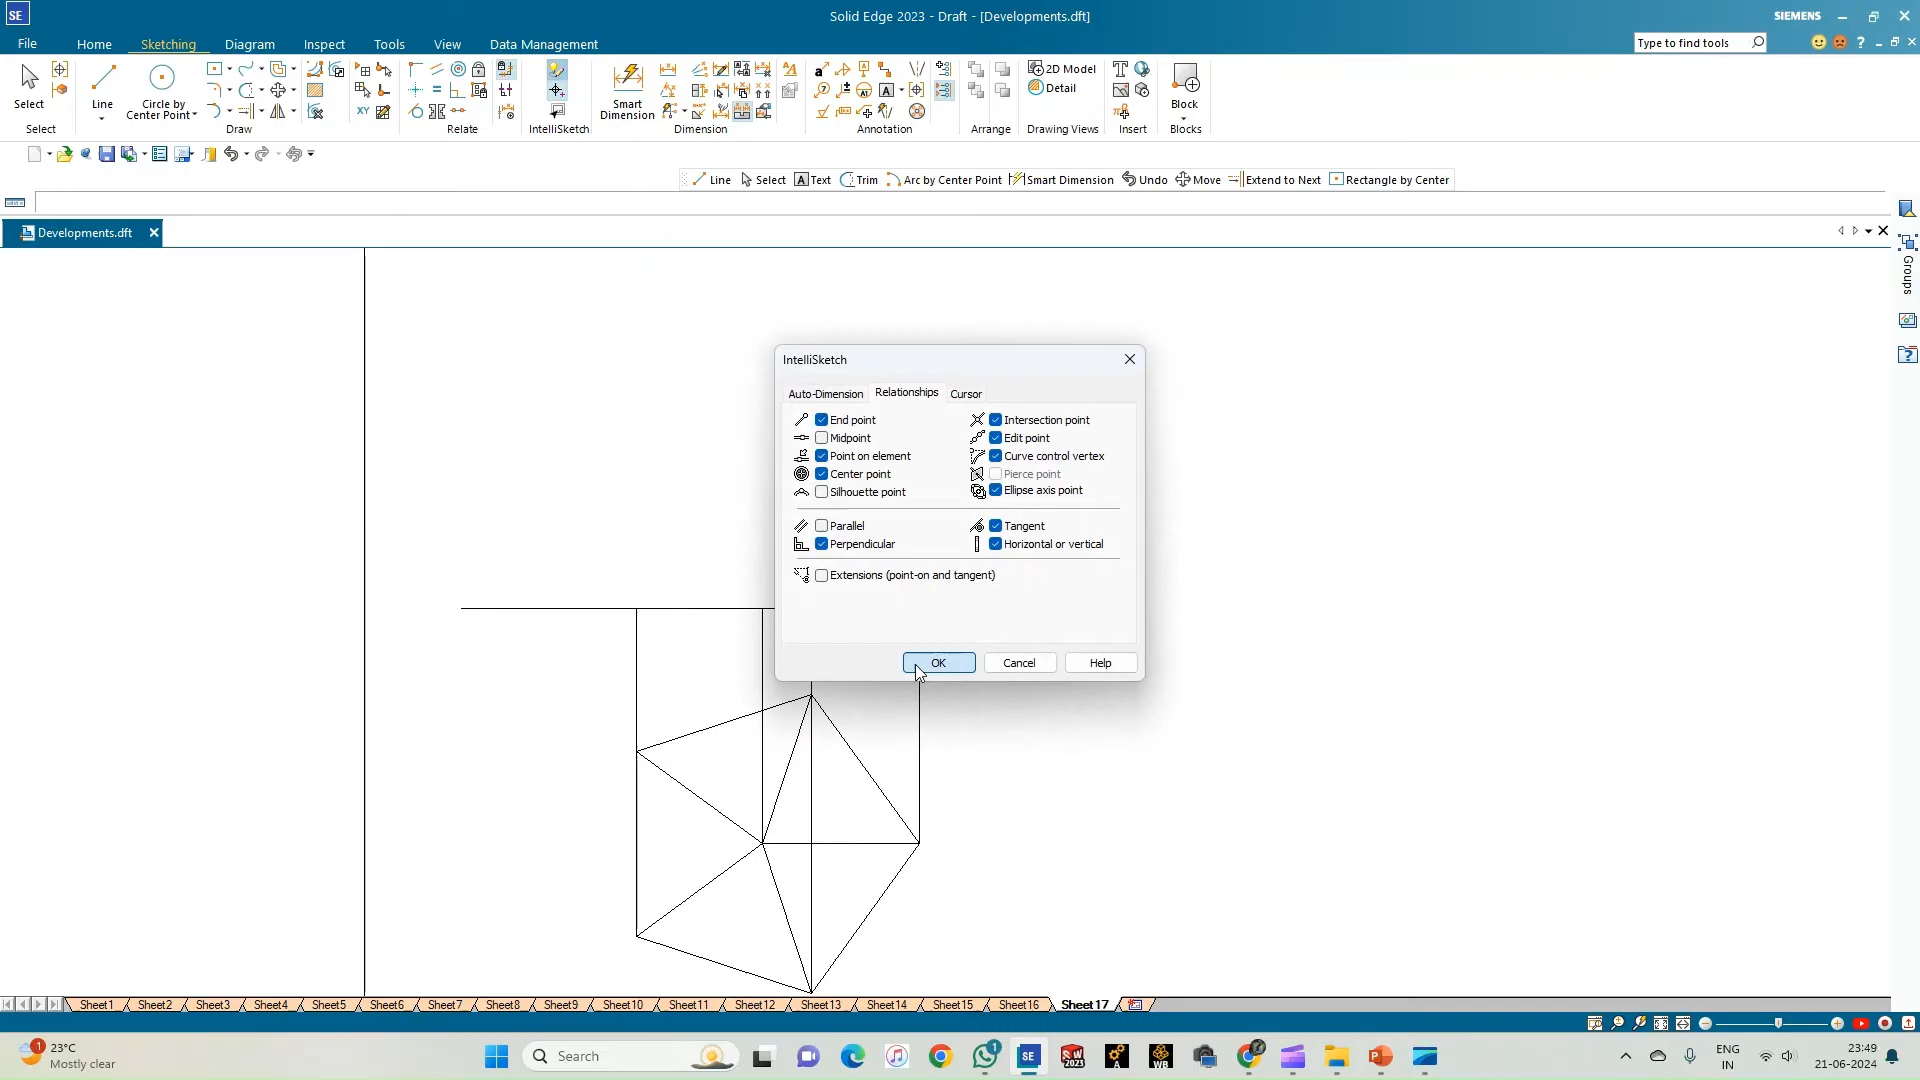 SE
Solid Edge 2023 - Draft - [Developments.dft]
SIEMENS
File
Home
Sketching
Diagram
Inspect
Tools
View
Data Management
Type to find tools
Select
Line
Circle by
Center Point
Smart
Dimension
2D Model
Detail
Block
XY
Select
Draw
Relate
IntelliSketch
Dimension
Annotation
Arrange
Drawing Views
Insert
Blocks
Line
Select
Text
Trim
Arc by Center Point
Smart Dimension
Undo
Move
Extend to Next
Rectangle by Center
Developments.dft
Groups
IntelliSketch
Auto-Dimension
Relationships
Cursor
End point
Intersection point
Midpoint
Edit point
Point on element
Curve control vertex
Center point
Pierce point
Silhouette point
Ellipse axis point
Parallel
Tangent
Perpendicular
Horizontal or vertical
Extensions (point-on and tangent)
OK
Cancel
Help
Sheet1
Sheet2
Sheet3
Sheet4
Sheet5
Sheet6
Sheet7
Sheet8
Sheet9
Sheet10
Sheet11
Sheet12
Sheet13
Sheet14
Sheet15
Sheet16
Sheet17
1
23°C
Mostly clear
Search
1
SE
2023
A
WB
ENG
IN
23:49
21-06-2024